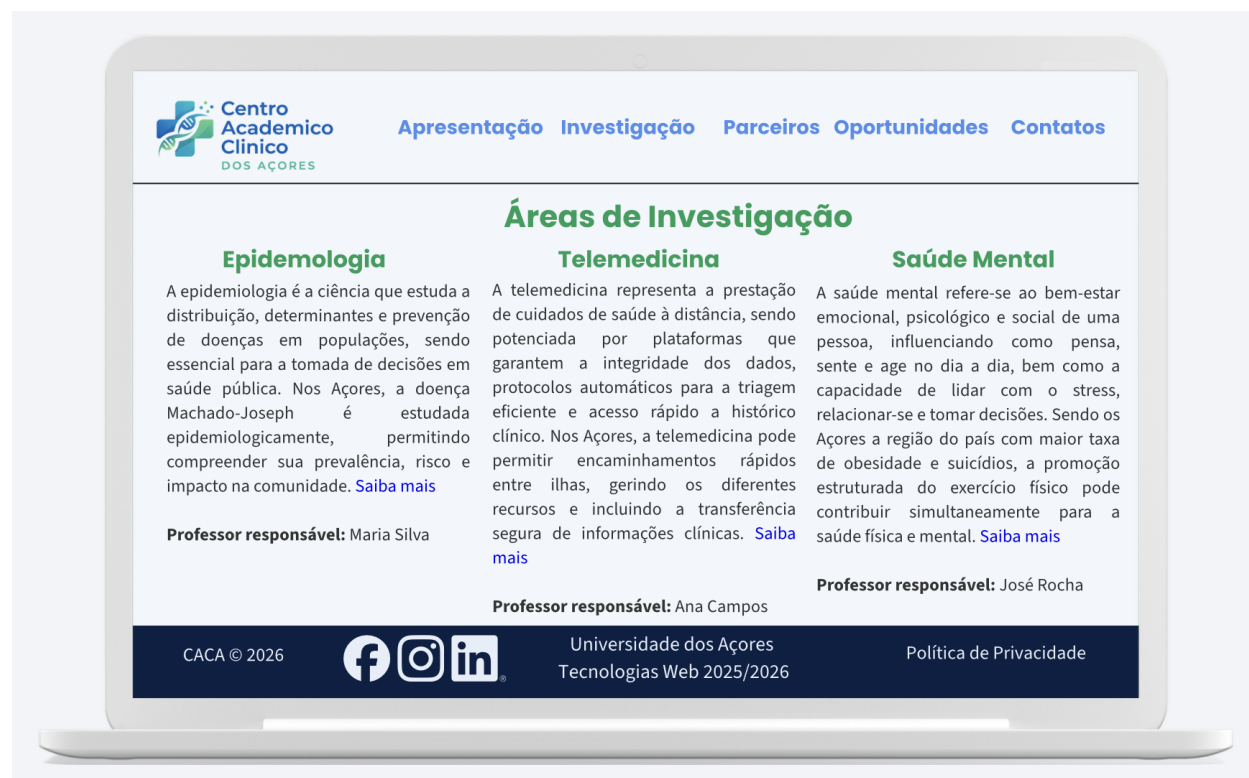 Centro
Academico
Clinico
DOS AÇORES
Apresentação Investigação Parceiros Oportunidades Contatos
Áreas de Investigação
Epidemologia
A epidemiologia é a ciência que estuda a
distribuição, determinantes e prevenção
de doenças em populações, sendo
essencial para a tomada de decisões em
saúde pública. Nos Açores, a doença
Machado-Joseph é estudada
epidemiologicamente, permitindo
compreender sua prevalência, risco e
impacto na comunidade. Saiba mais
Professor responsável: Maria Silva
Telemedicina
A telemedicina representa a prestação
de cuidados de saúde à distância, sendo
potenciada por plataformas que
garantem a integridade dos dados,
protocolos automáticos para a triagem
eficiente e acesso rápido a histórico
clínico. Nos Açores, a telemedicina pode
permitir encaminhamentos rápidos
entre ilhas, gerindo os diferentes
recursos e incluindo a transferência
segura de informações clínicas. Saiba
mais
Professor responsável: Ana Campos
Saúde Mental
A saúde mental refere-se ao bem-estar
emocional, psicológico e social de uma
pessoa, influenciando como pensa,
sente e age no dia a dia, bem como a
capacidade de lidar com o stress,
relacionar-se e tomar decisões. Sendo os
Açores a região do país com maior taxa
de obesidade e suicídios, a promoção
estruturada do exercício físico pode
contribuir simultaneamente para a
saúde física e mental. Saiba mais
Professor responsável: José Rocha
CACA © 2026
in®
Universidade dos Açores
Tecnologias Web 2025/2026
Política de Privacidade